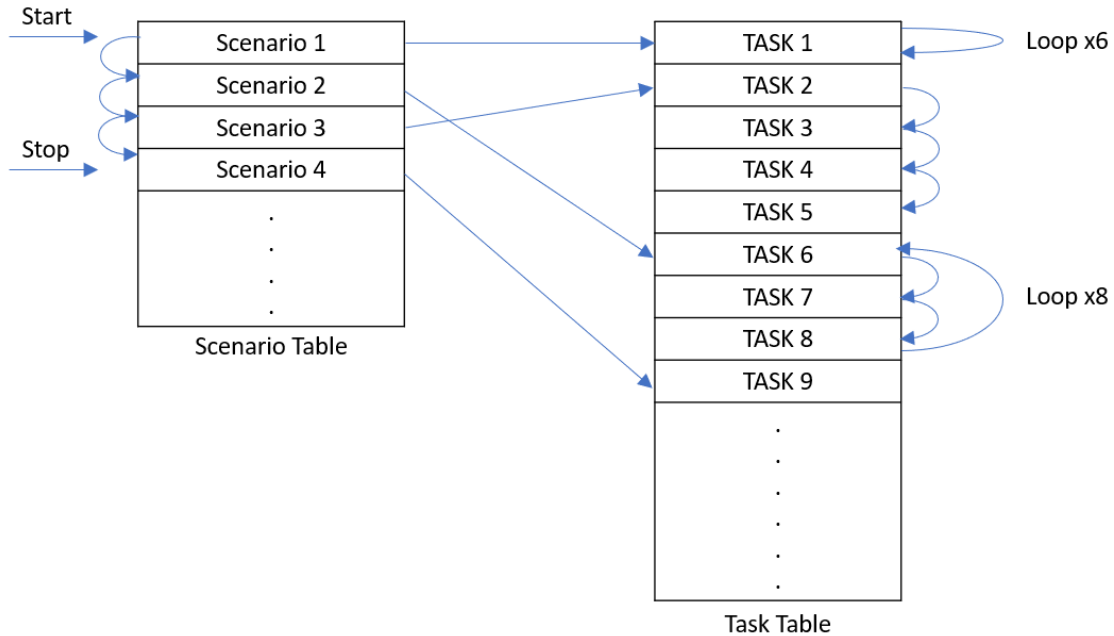 Start
Stop
Scenario 1
Scenario 2
Scenario 3
Scenario 4
.
.
.
.
Scenario Table
TASK 1
TASK 2
TASK 3
TASK 4
TASK 5
TASK 6
TASK 7
TASK 8
TASK 9
.
.
.
.
.
.
Task Table
Loop x6
Loop x8